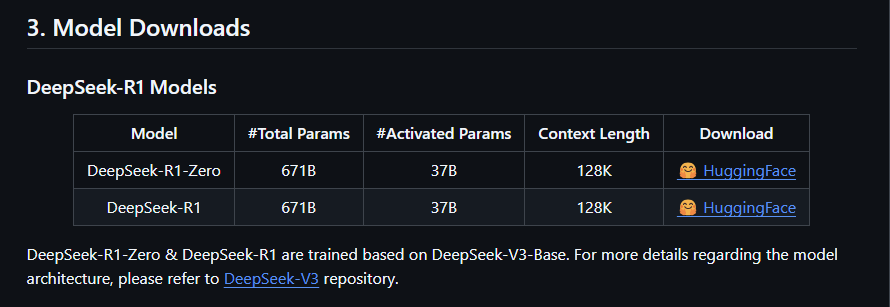 3. Model Downloads
DeepSeek-R1 Models
Model #Total Params #Activated Params Context Length Download
DeepSeek-R1-Zero 671B 37B 128K 🤗 HuggingFace
DeepSeek-R1 671B 37B 128K 🤗 HuggingFace
DeepSeek-R1-Zero & DeepSeek-R1 are trained based on DeepSeek-V3-Base. For more details regarding the model
architecture, please refer to DeepSeek-V3 repository.